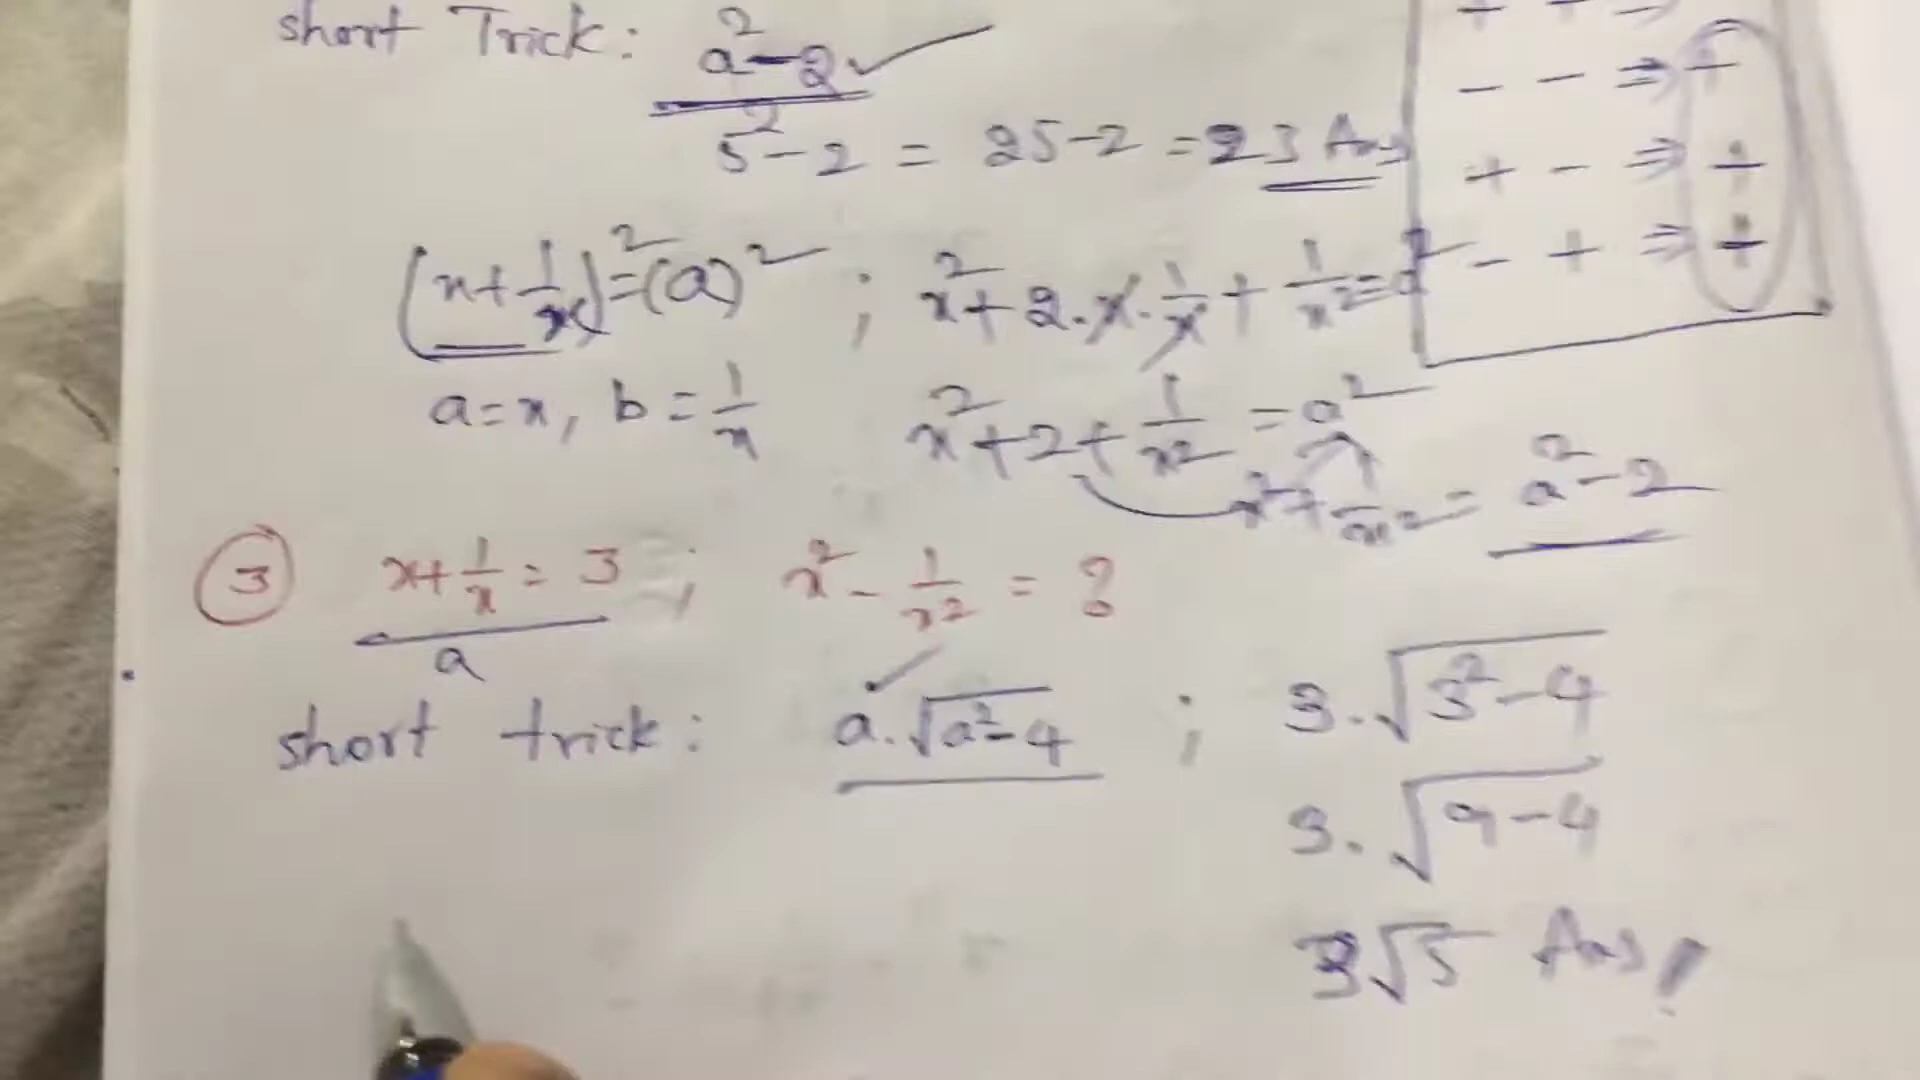 short Trick: a²-2 ✓
5²-2 = 25-2 = 23 Ans
+ + ⇒
- - ⇒ +
+ - ⇒ +
- + ⇒ +
(x+1/x)²=(a)² ; x²+2.x.1/x+1/x²=a²
a=x, b=1/x
x²+2+1/x²=a²
x²+1/x²=a²-2
③ x+1/x=3 ; x²-1/x²=?
a
short trick: a.√a²-4 ; 3.√3²-4
3.√9-4
3√5 Ans